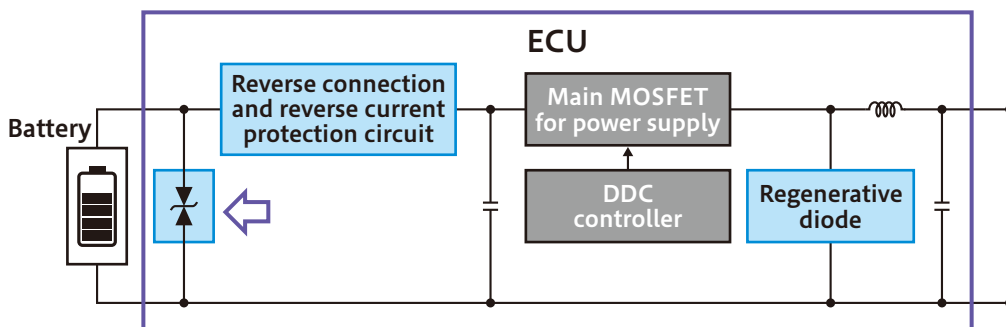 ECU
Reverse connection
and reverse current
protection circuit
Main MOSFET
for power supply
Battery
DDC
controller
Regenerative
diode